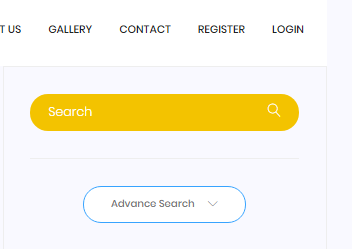 T US GALLERY CONTACT REGISTER LOGIN
Search
Advance Search